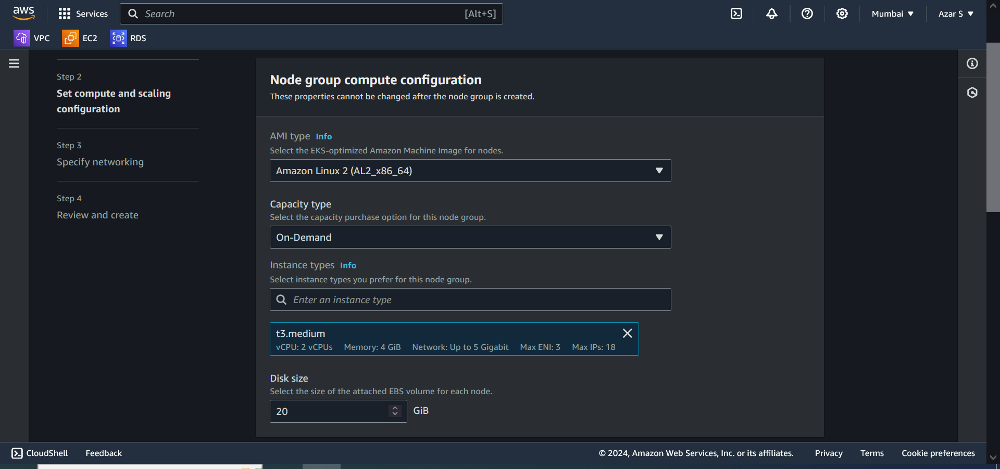 aws
Services
Search
[Alt+S]
Mumbai ▼
Azar S ▼
VPC
EC2
RDS
Step 2
Set compute and scaling
configuration
Step 3
Specify networking
Step 4
Review and create
Node group compute configuration
These properties cannot be changed after the node group is created.
AMI type Info
Select the EKS-optimized Amazon Machine Image for nodes.
Amazon Linux 2 (AL2_x86_64)
Capacity type
Select the capacity purchase option for this node group.
On-Demand
Instance types Info
Select instance types you prefer for this node group.
Enter an instance type
t3.medium
vCPU: 2 vCPUs Memory: 4 GiB Network: Up to 5 Gigabit Max ENI: 3 Max IPs: 18
Disk size
Select the size of the attached EBS volume for each node.
20 GiB
CloudShell
Feedback
© 2024, Amazon Web Services, Inc. or its affiliates.
Privacy
Terms
Cookie preferences